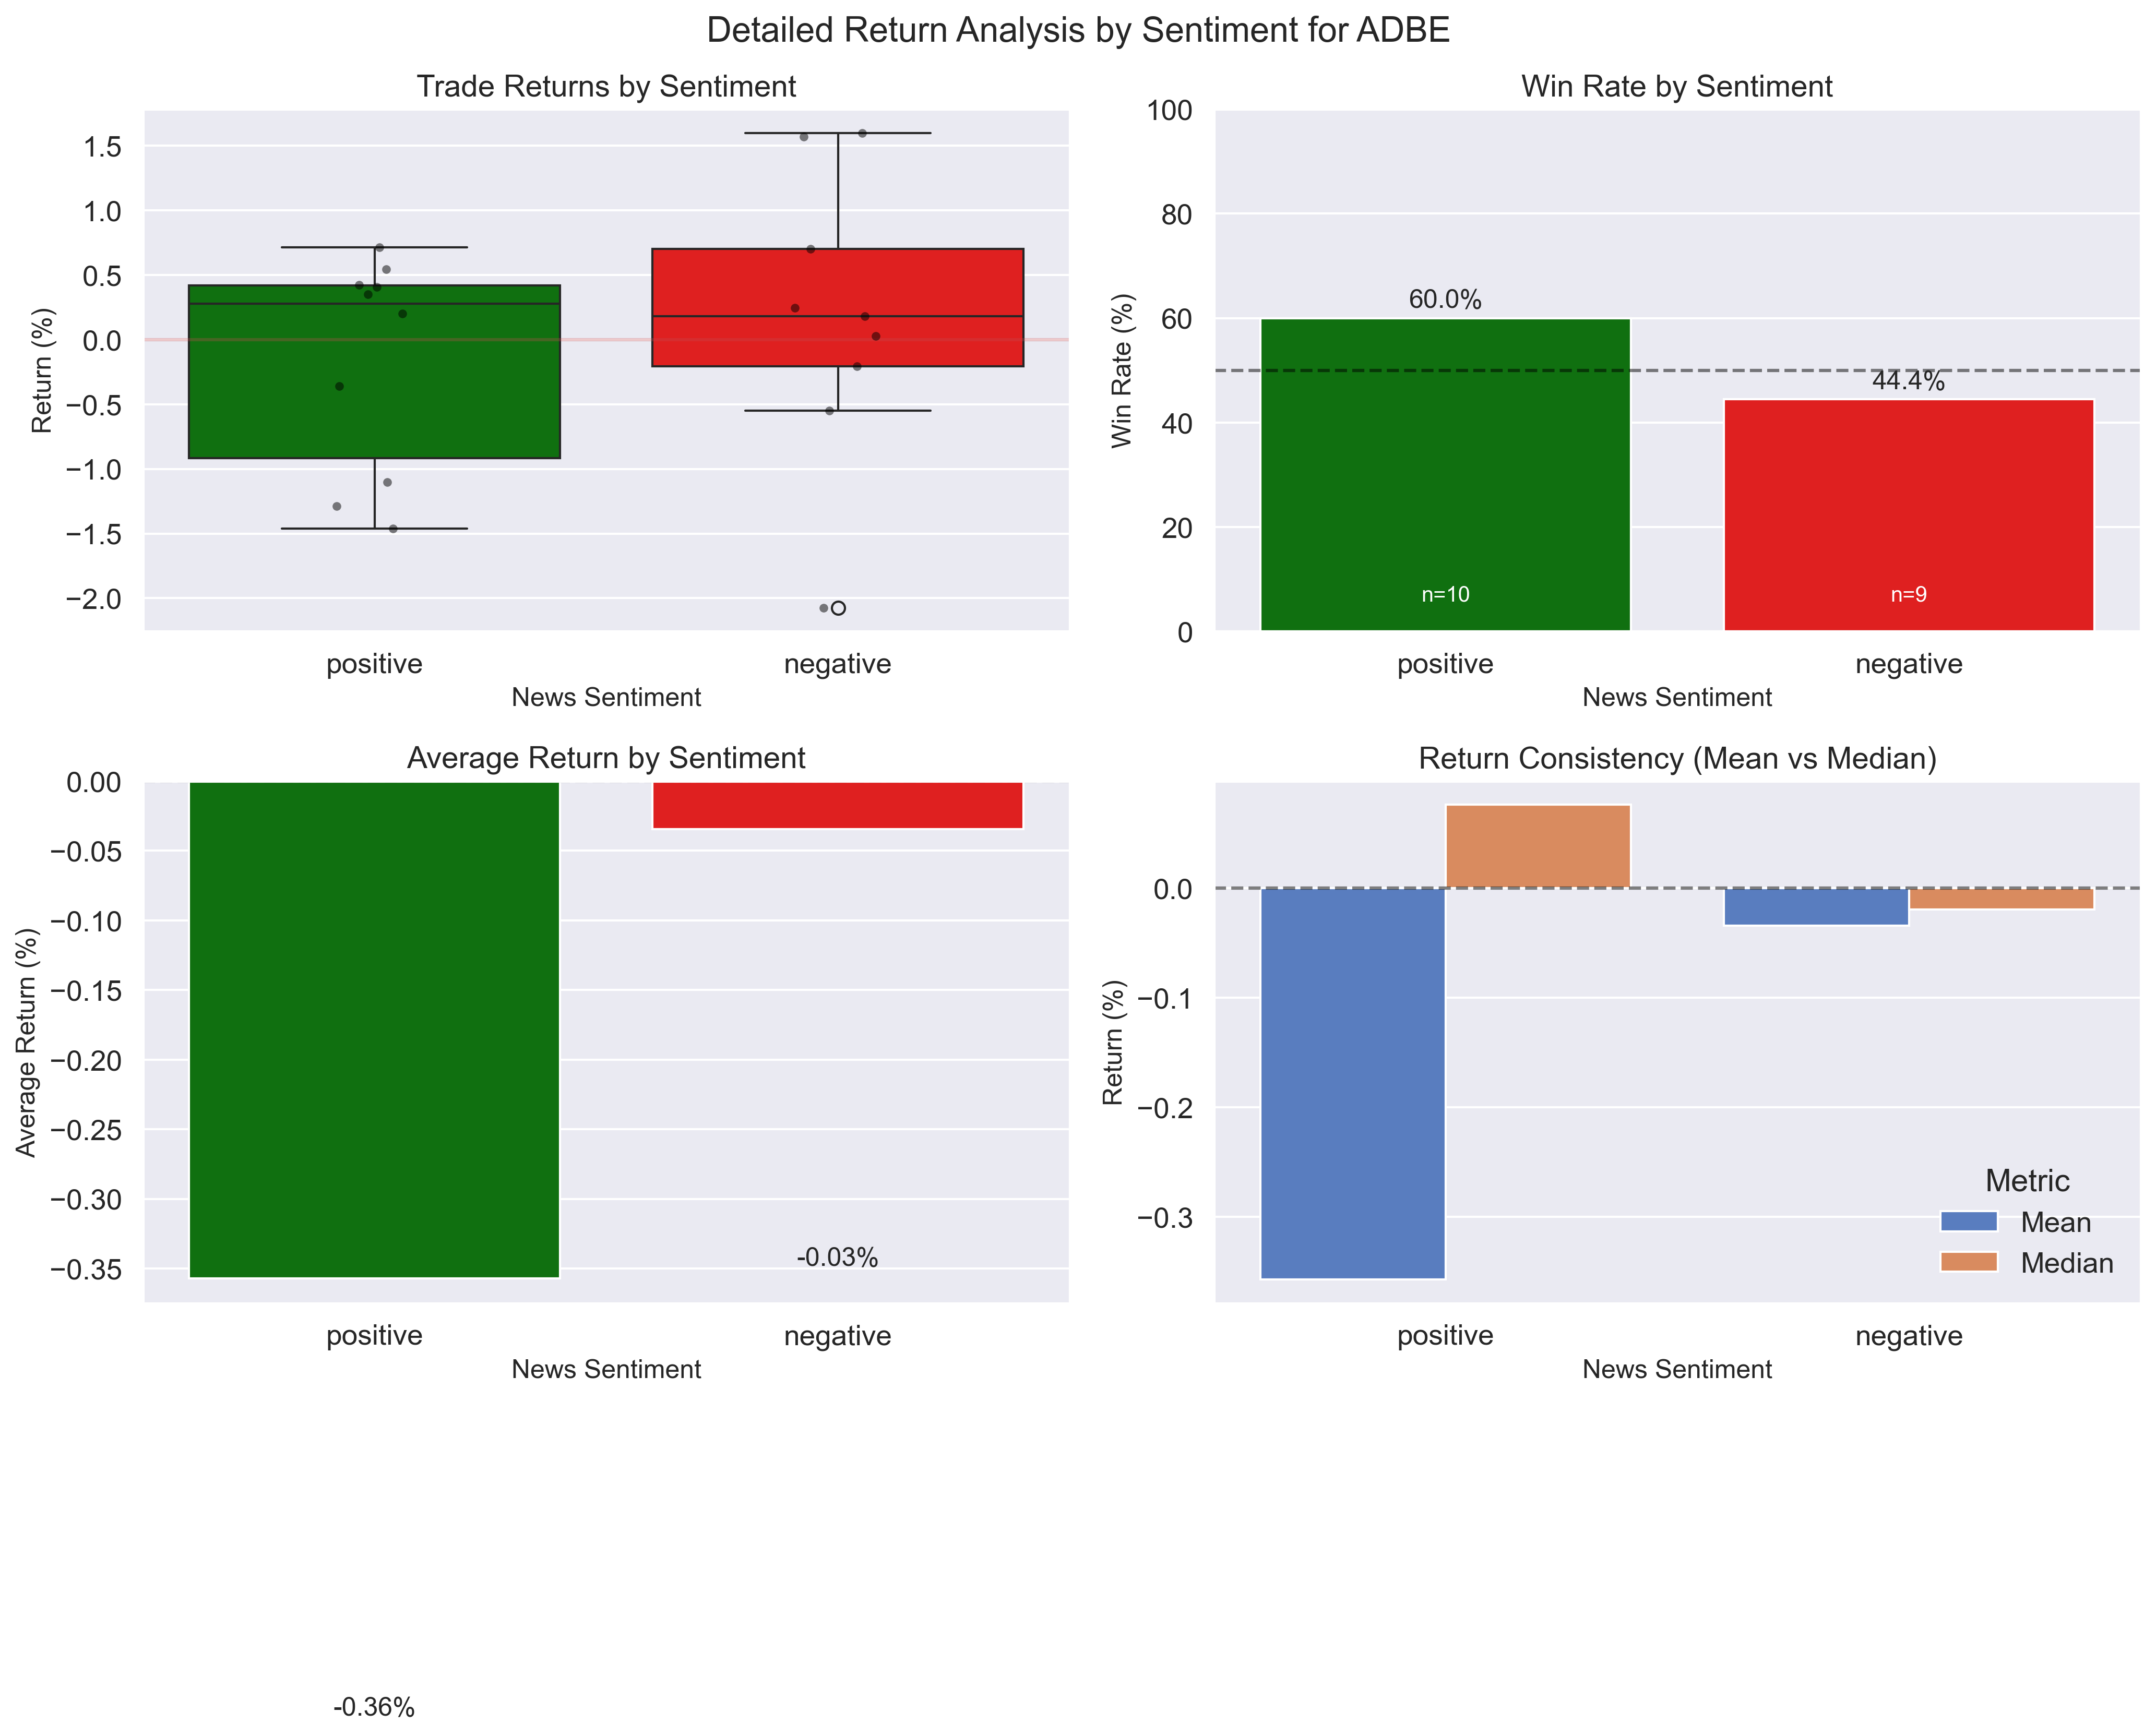 Detailed Return Analysis by Sentiment for ADBE
Trade Returns by Sentiment
Return (%)
1.5
1.0
0.5
0.0
−0.5
−1.0
−1.5
−2.0
positive
negative
News Sentiment
Win Rate by Sentiment
Win Rate (%)
100
80
60
40
20
0
60.0%
44.4%
n=10
n=9
positive
negative
News Sentiment
Average Return by Sentiment
Average Return (%)
0.00
−0.05
−0.10
−0.15
−0.20
−0.25
−0.30
−0.35
-0.03%
positive
negative
News Sentiment
-0.36%
Return Consistency (Mean vs Median)
Return (%)
0.0
−0.1
−0.2
−0.3
Metric
Mean
Median
positive
negative
News Sentiment